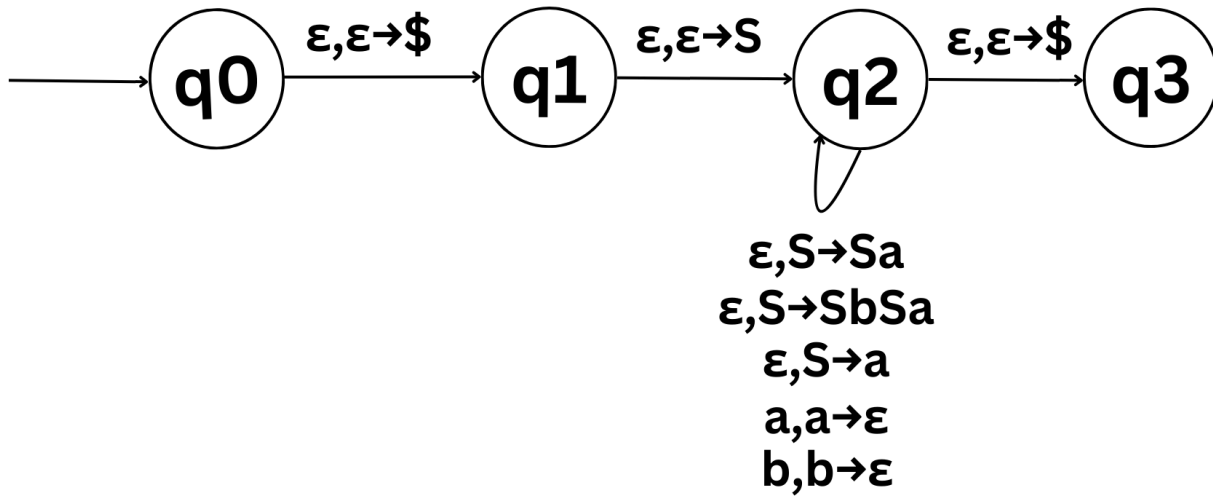 ε,ε→$
ε,ε→S
ε,ε→$
q0
q1
q2
q3
ε,S→Sa
ε,S→SbSa
ε,S→a
a,a→ε
b,b→ε